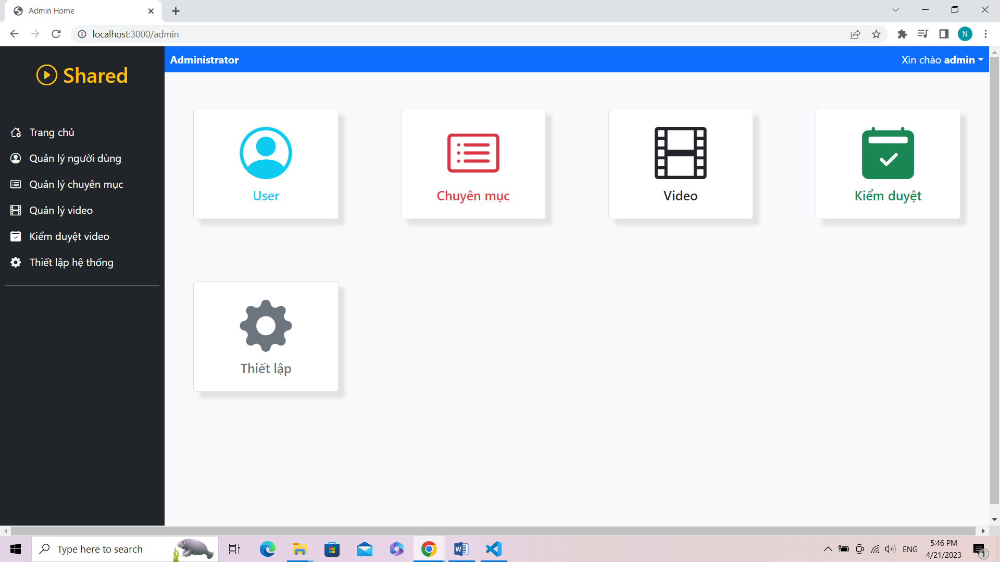 Admin Home
localhost:3000/admin
N
Shared
Administrator
Xin chào admin
Trang chủ
Quản lý người dùng
Quản lý chuyên mục
Quản lý video
Kiểm duyệt video
Thiết lập hệ thống
User
Chuyên mục
Video
Kiểm duyệt
Thiết lập
Type here to search
ENG
5:46 PM
4/21/2023
1